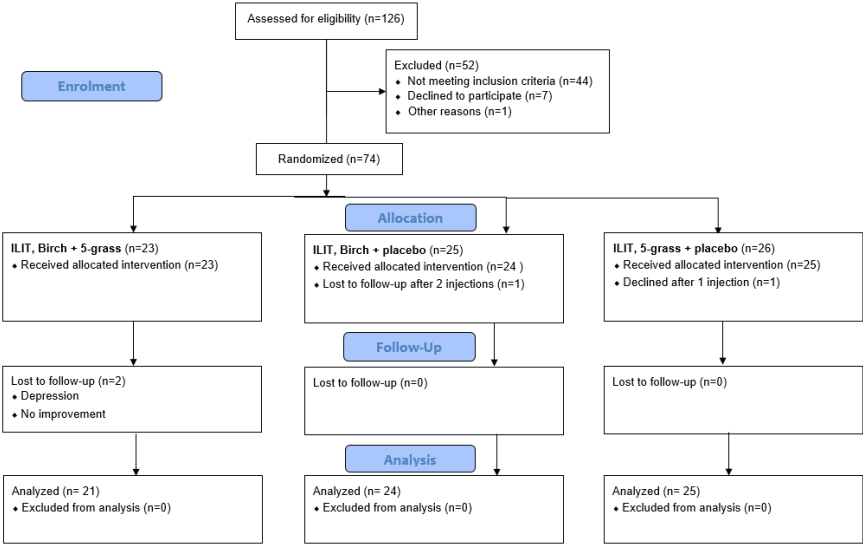 Assessed for eligibility (n=126)
Enrolment
Excluded (n=52)
⬥ Not meeting inclusion criteria (n=44)
⬥ Declined to participate (n=7)
⬥ Other reasons (n=1)
Randomized (n=74)
Allocation
ILIT, Birch + 5-grass (n=23)
⬥ Received allocated intervention (n=23)
ILIT, Birch + placebo (n=25)
⬥ Received allocated intervention (n=24 )
⬥ Lost to follow-up after 2 injections (n=1)
ILIT, 5-grass + placebo (n=26)
⬥ Received allocated intervention (n=25)
⬥ Declined after 1 injection (n=1)
Follow-Up
Lost to follow-up (n=2)
⬥ Depression
⬥ No improvement
Lost to follow-up (n=0)
Lost to follow-up (n=0)
Analysis
Analyzed (n= 21)
⬥ Excluded from analysis (n=0)
Analyzed (n= 24)
⬥ Excluded from analysis (n=0)
Analyzed (n= 25)
⬥ Excluded from analysis (n=0)